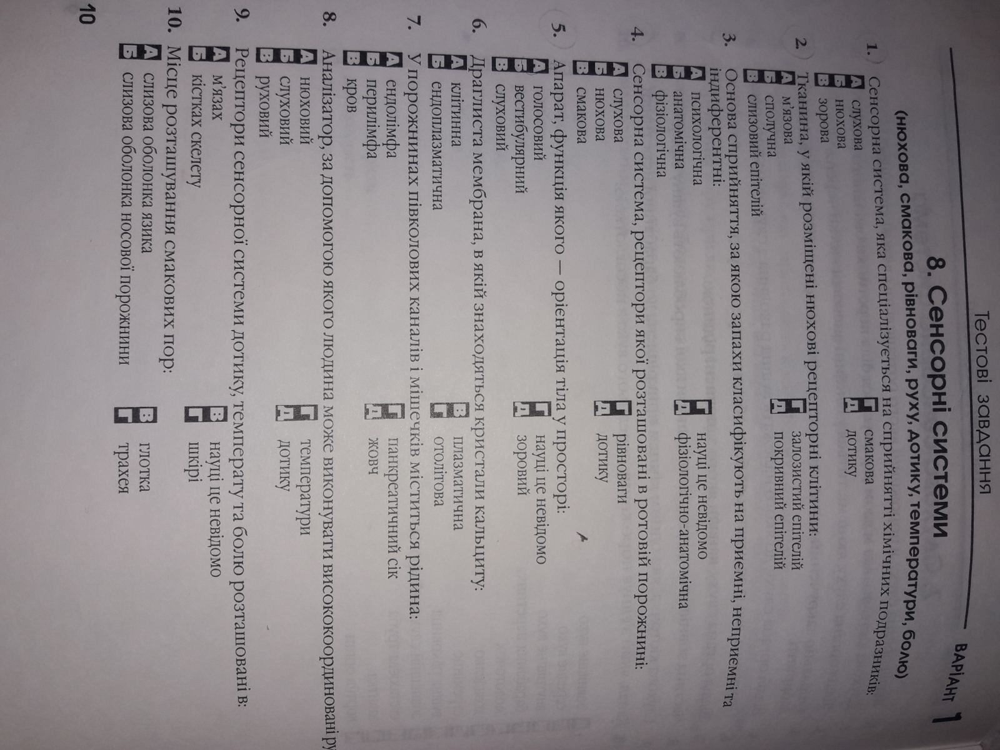 Тестові завдання
ВАРІАНТ 1
8. Сенсорні системи
(нюхова, смакова, рівноваги, руху, дотику, температури, болю)
1. Сенсорна система, яка спеціалізується на сприйнятті хімічних подразників:
А слухова
Б нюхова
В зорова
Г смакова
Д дотику
2. Тканина, у якій розміщені нюхові рецепторні клітини:
А м'язова
Б сполучна
В слизовий епітелій
Г залозистий епітелій
Д покривний епітелій
3. Основа сприйняття, за якою запахи класифікують на приємні, неприємні та
індиферентні:
А психологічна
Б анатомічна
В фізіологічна
Г науці це невідомо
Д фізіологічно-анатомічна
4. Сенсорна система, рецептори якої розташовані в ротовій порожнині:
А слухова
Б нюхова
В смакова
Г рівноваги
Д дотику
5. Апарат, функція якого — орієнтація тіла у просторі:
А голосовий
Б вестибулярний
В слуховий
Г науці це невідомо
Д зоровий
6. Драглиста мембрана, в якій знаходяться кристали кальциту:
А клітинна
Б ендоплазматична
В плазматична
Г отолітова
7. У порожнинах півколових каналів і мішечків міститься рідина:
А ендолімфа
Б перилімфа
В кров
Г панкреатичний сік
Д жовч
8. Аналізатор, за допомогою якого людина може виконувати висококоординовані ру
А нюховий
Б слуховий
В руховий
Г температури
Д дотику
9. Рецептори сенсорної системи дотику, температу та болю розташовані в:
А м'язах
Б кістках скелету
В науці це невідомо
Г шкірі
10. Місце розташування смакових пор:
А слизова оболонка язика
Б слизова оболонка носової порожнини
В глотка
Г трахея
10